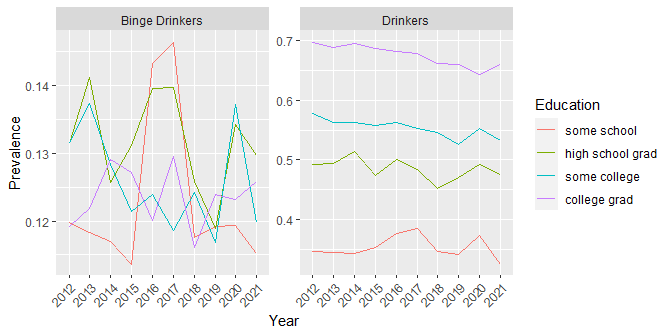 Binge Drinkers
Drinkers
Prevalence
0.14
0.13
0.12
0.7
0.6
0.5
0.4
2012 2013 2014 2015 2016 2017 2018 2019 2020 2021
2012 2013 2014 2015 2016 2017 2018 2019 2020 2021
Year
Education
some school
high school grad
some college
college grad